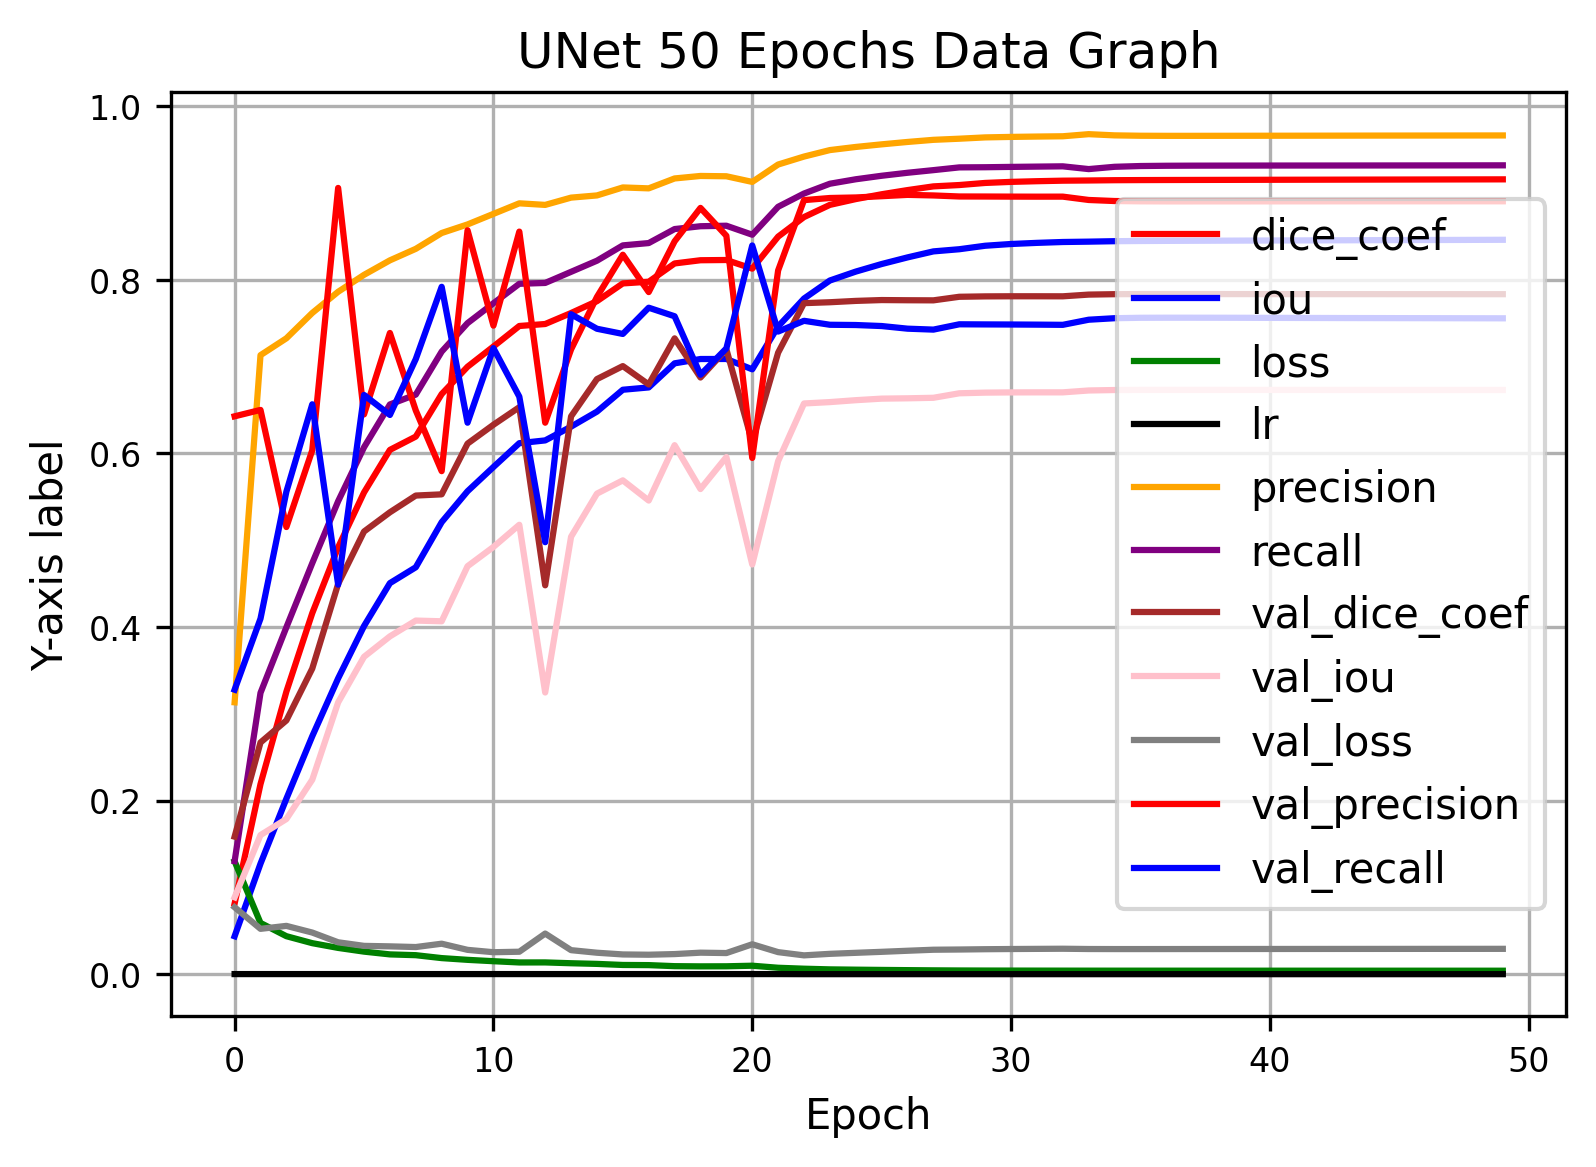 UNet 50 Epochs Data Graph
1.0
0.8
0.6
0.4
0.2
0.0
Y-axis label
0 10 20 30 40 50
Epoch
dice_coef
iou
loss
lr
precision
recall
val_dice_coef
val_iou
val_loss
val_precision
val_recall